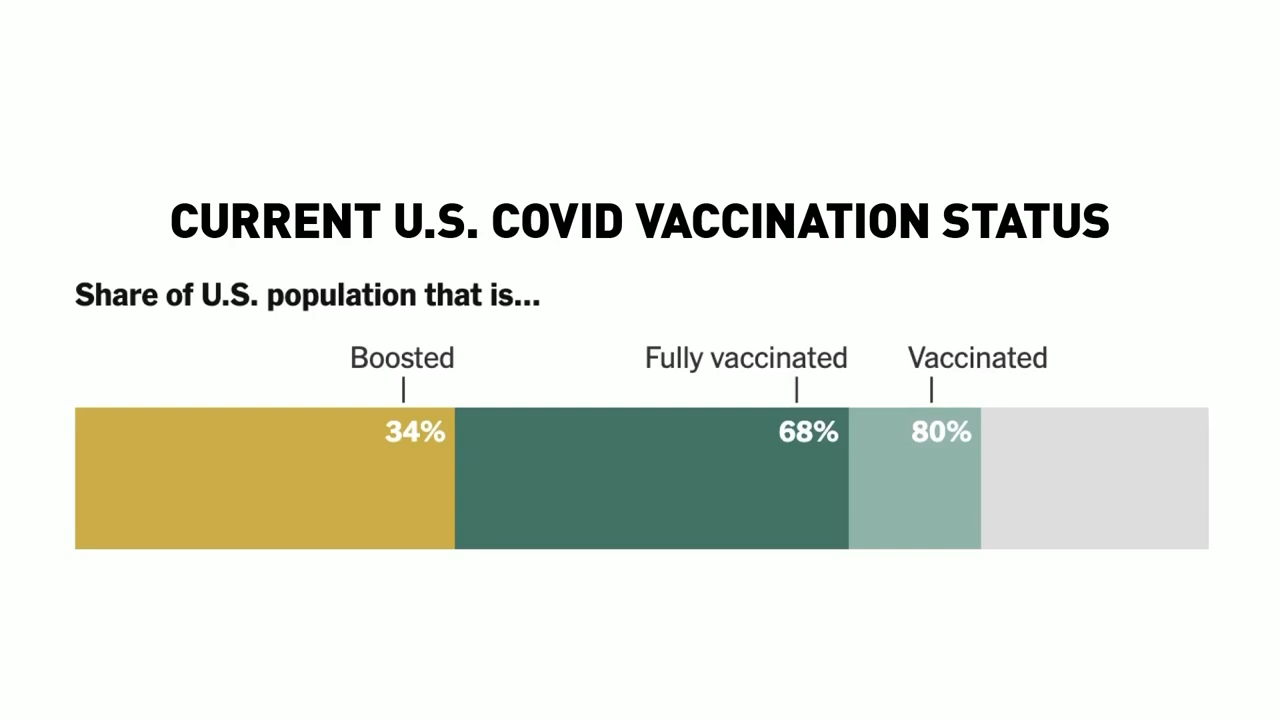 CURRENT U.S. COVID VACCINATION STATUS
Share of U.S. population that is...
Boosted Fully vaccinated Vaccinated
34% 68% 80%